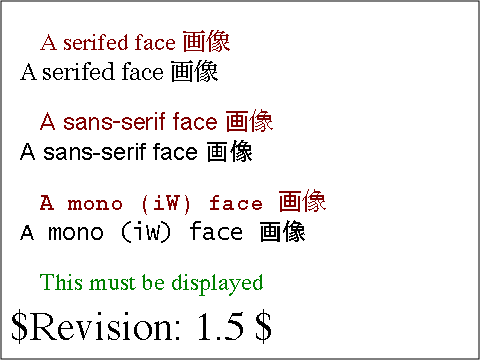 A serifed face 画像
A serifed face 画像
A sans-serif face 画像
A sans-serif face 画像
A mono (iW) face 画像
A mono (iW) face 画像
This must be displayed
$Revision: 1.5 $